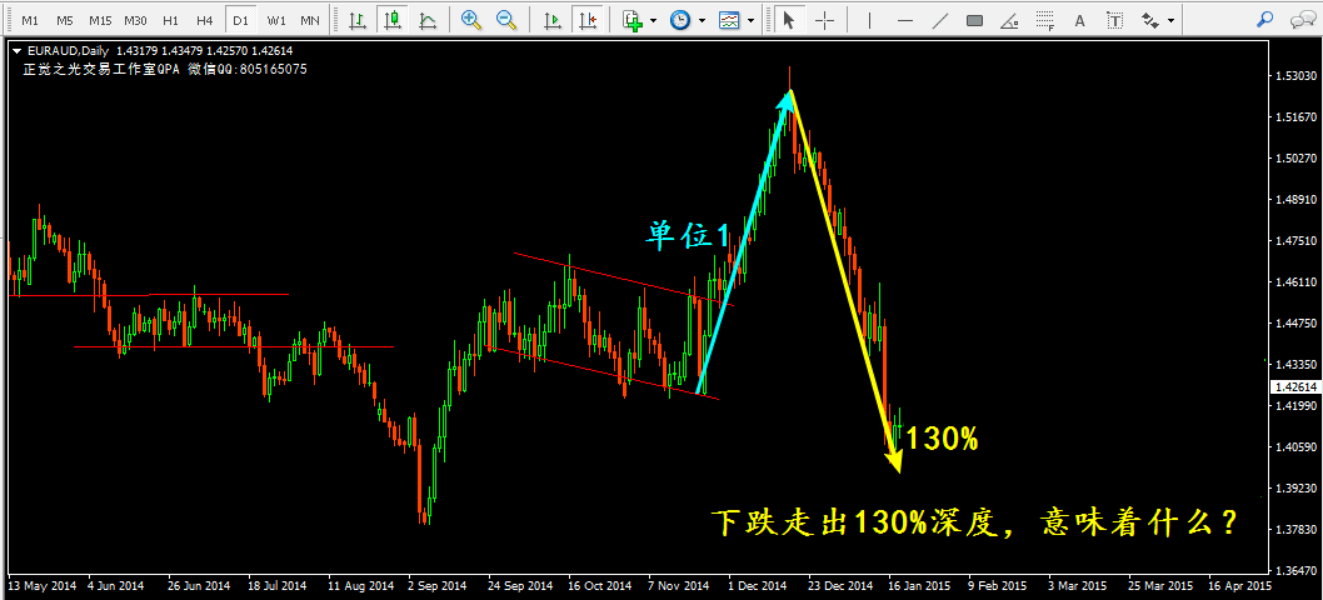 M1 M5 M15 M30 H1 H4 D1 W1 MN A T
EURAUD,Daily 1.43179 1.43479 1.42570 1.42614
正觉之光交易工作室QPA 微信QQ:805165075
1.53030
1.51670
1.50270
1.48910
1.47510
单位1
1.46110
1.44750
1.43350
1.42614
1.41990
130%
1.40590
1.39230
下跌走出130%深度，意味着什么？
1.37830
1.36470
13 May 2014 4 Jun 2014 26 Jun 2014 18 Jul 2014 11 Aug 2014 2 Sep 2014 24 Sep 2014 16 Oct 2014 7 Nov 2014 1 Dec 2014 23 Dec 2014 16 Jan 2015 9 Feb 2015 3 Mar 2015 25 Mar 2015 16 Apr 2015